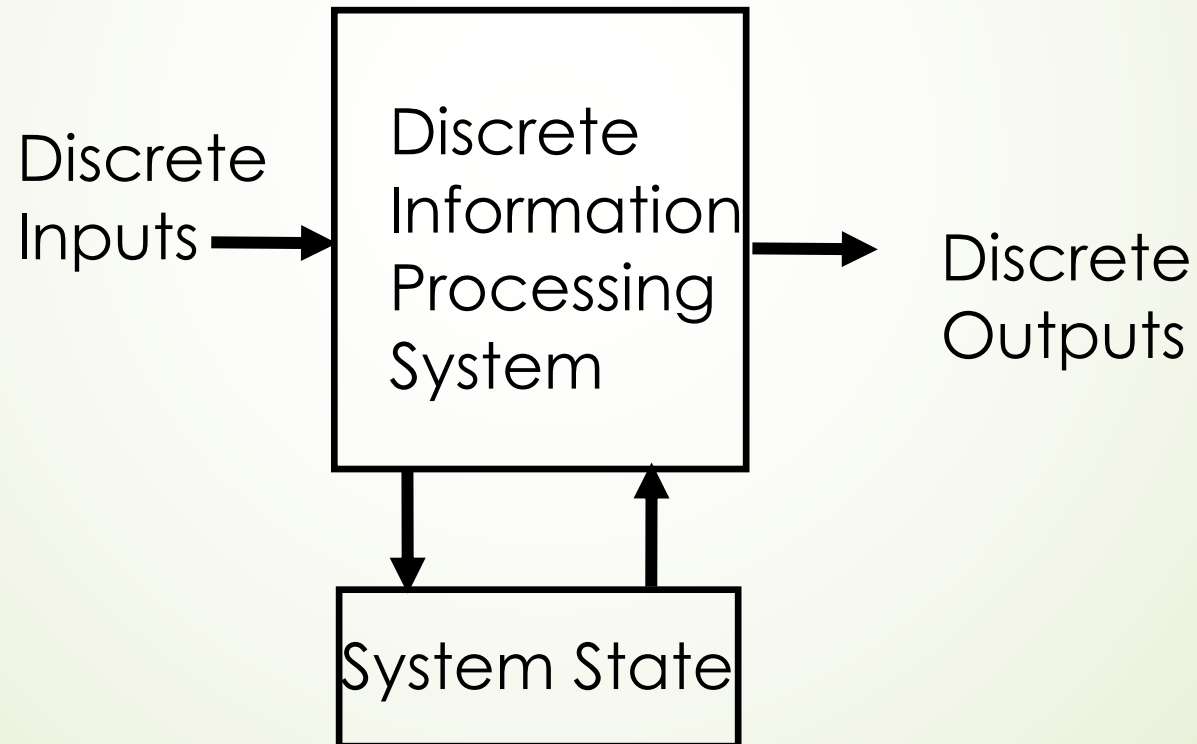 Discrete
Inputs
Discrete
Information
Processing
System
Discrete
Outputs
System State